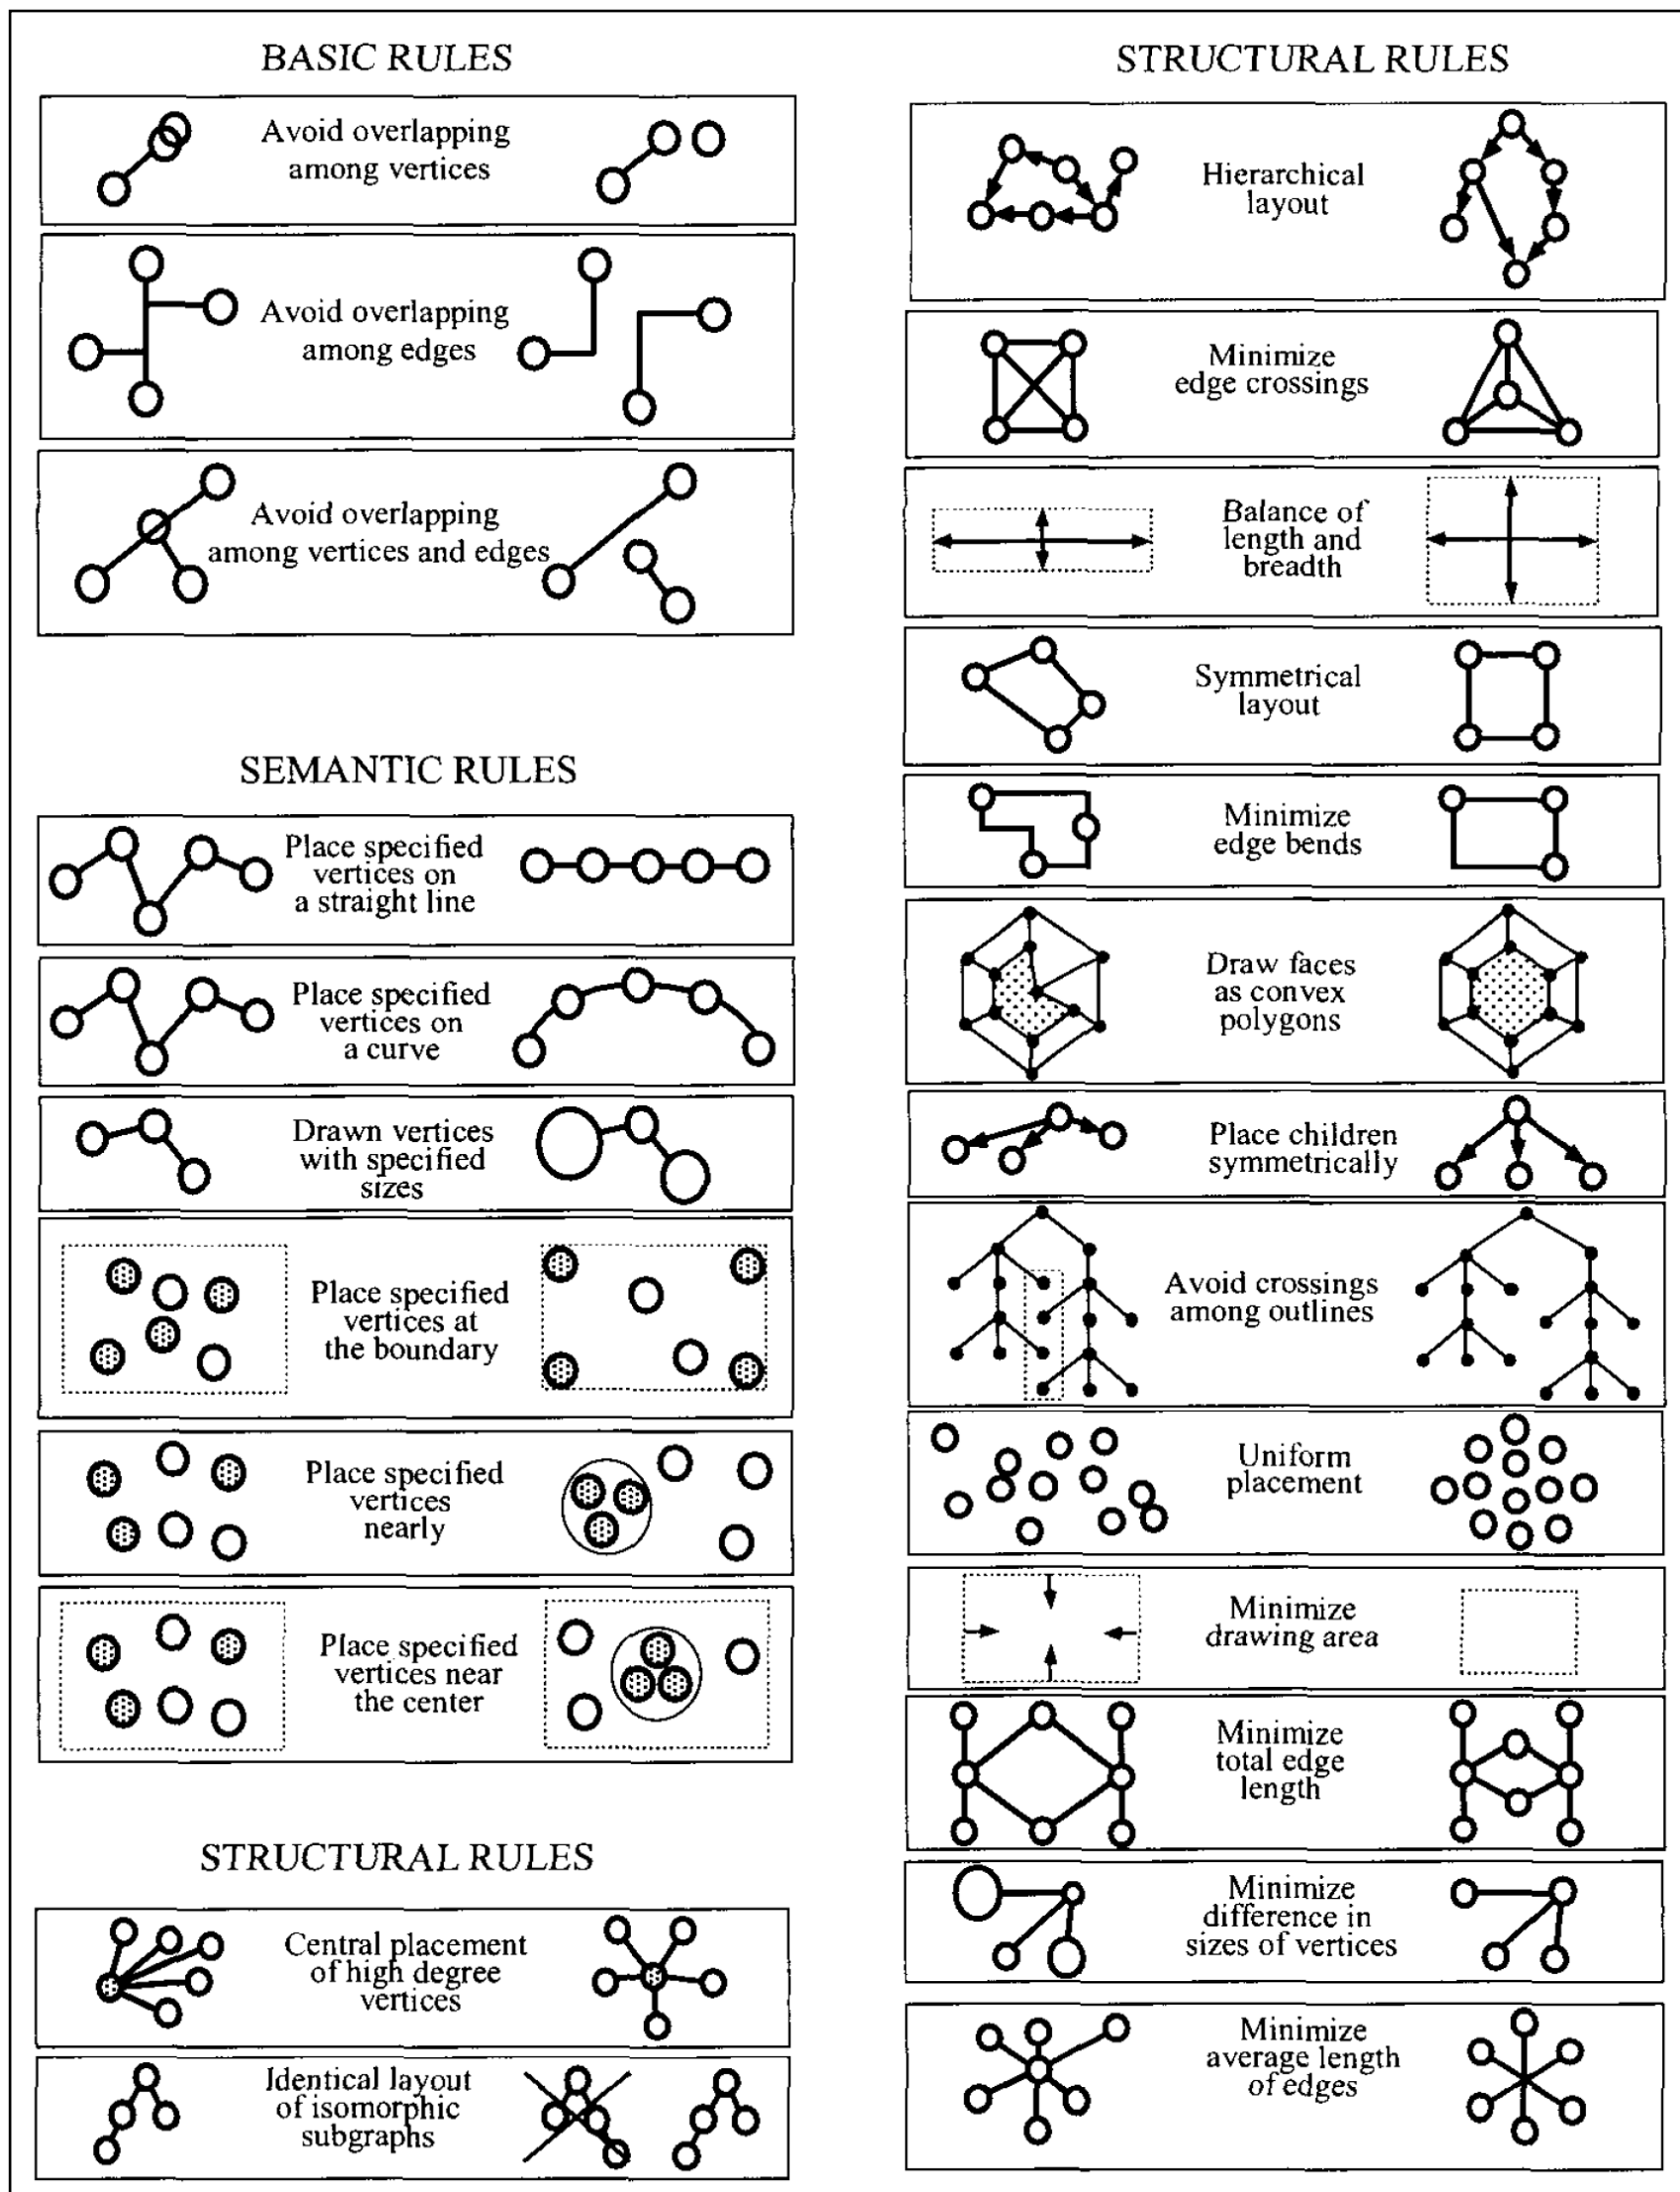 BASIC RULES
Avoid overlapping
among vertices
Avoid overlapping
among edges
Avoid overlapping
among vertices and edges
SEMANTIC RULES
Place specified
vertices on
a straight line
Place specified
vertices on
a curve
Drawn vertices
with specified
sizes
Place specified
vertices at
the boundary
Place specified
vertices
nearly
Place specified
vertices near
the center
STRUCTURAL RULES
Central placement
of high degree
vertices
Identical layout
of isomorphic
subgraphs
STRUCTURAL RULES
Hierarchical
layout
Minimize
edge crossings
Balance of
length and
breadth
Symmetrical
layout
Minimize
edge bends
Draw faces
as convex
polygons
Place children
symmetrically
Avoid crossings
among outlines
Uniform
placement
Minimize
drawing area
Minimize
total edge
length
Minimize
difference in
sizes of vertices
Minimize
average length
of edges